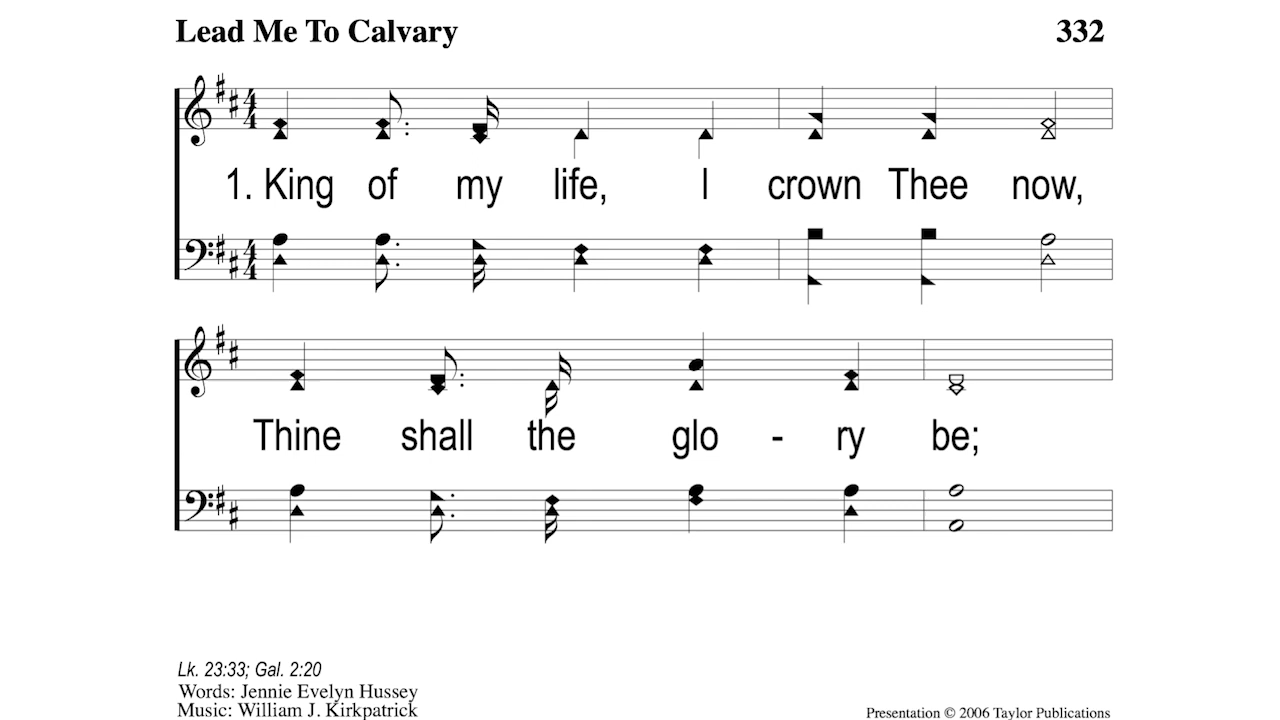 Lead Me To Calvary 332
1. King of my life, I crown Thee now,
Thine shall the glo - ry be;
Lk. 23:33; Gal. 2:20
Words: Jennie Evelyn Hussey
Music: William J. Kirkpatrick
Presentation © 2006 Taylor Publications